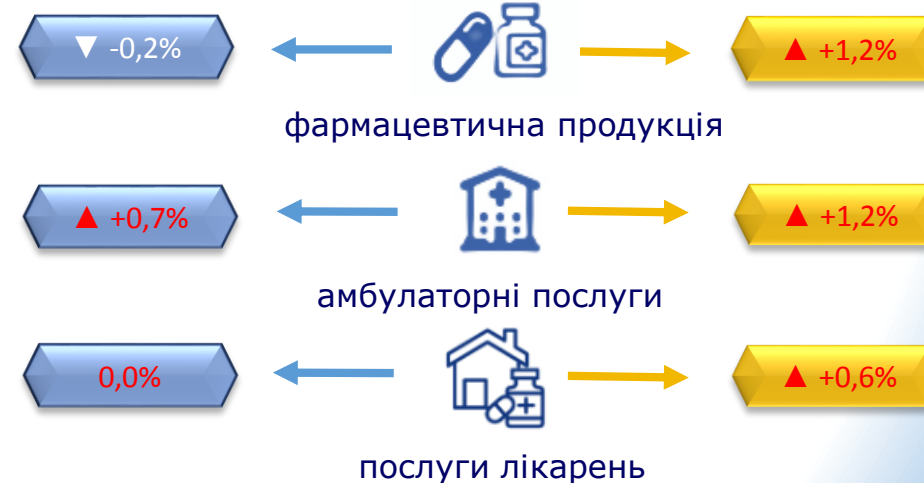 ▼ -0,2%
▲ +1,2%
фармацевтична продукція
▲ +0,7%
▲ +1,2%
амбулаторні послуги
0,0%
▲ +0,6%
послуги лікарень